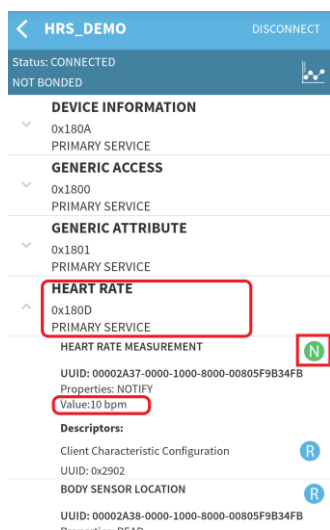 HRS_DEMO DISCONNECT
Status: CONNECTED
NOT BONDED
DEVICE INFORMATION
0x180A
PRIMARY SERVICE
GENERIC ACCESS
0x1800
PRIMARY SERVICE
GENERIC ATTRIBUTE
0x1801
PRIMARY SERVICE
HEART RATE
0x180D
PRIMARY SERVICE
HEART RATE MEASUREMENT N
UUID: 00002A37-0000-1000-8000-00805F9B34FB
Properties: NOTIFY
Value:10 bpm
Descriptors:
Client Characteristic Configuration R
UUID: 0x2902
BODY SENSOR LOCATION R
UUID: 00002A38-0000-1000-8000-00805F9B34FB
Properties: READ